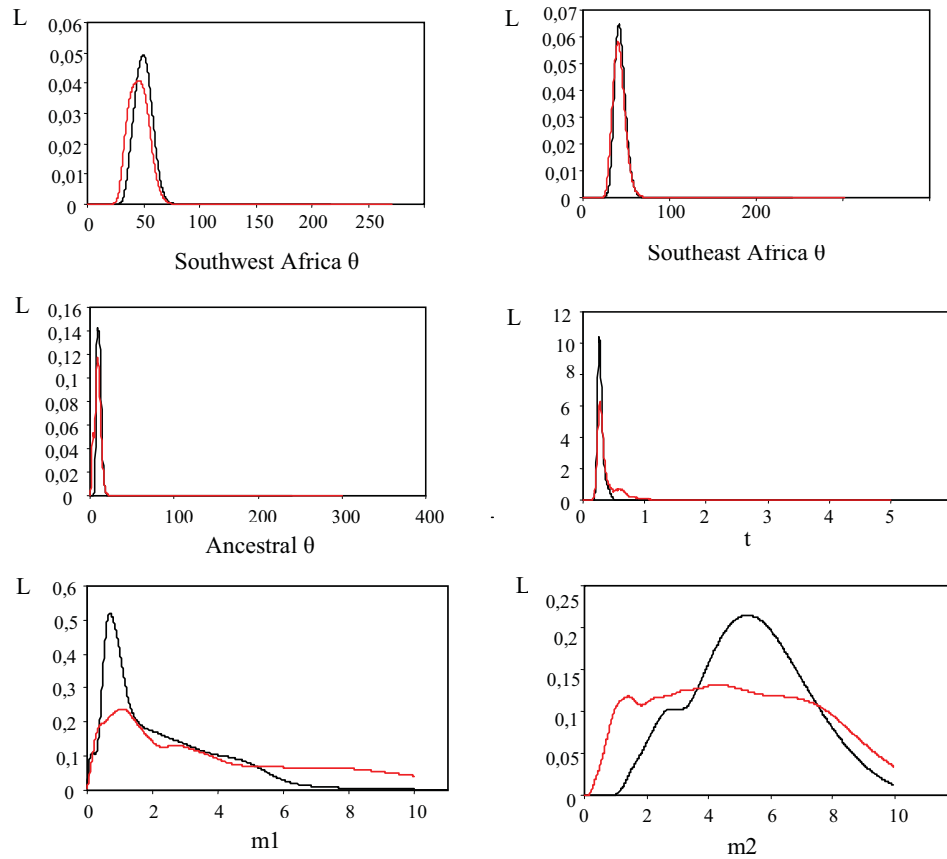 L
0,06
0,05
0,04
0,03
0,02
0,01
0
0 50 100 150 200 250
Southwest Africa θ
L
0,07
0,06
0,05
0,04
0,03
0,02
0,01
0
0 100 200
Southeast Africa θ
L
0,16
0,14
0,12
0,1
0,08
0,06
0,04
0,02
0
0 100 200 300 400
Ancestral θ
L
12
10
8
6
4
2
0
0 1 2 3 4 5
t
L
0,6
0,5
0,4
0,3
0,2
0,1
0
0 2 4 6 8 10
m1
L
0,25
0,2
0,15
0,1
0,05
0
0 2 4 6 8 10
m2